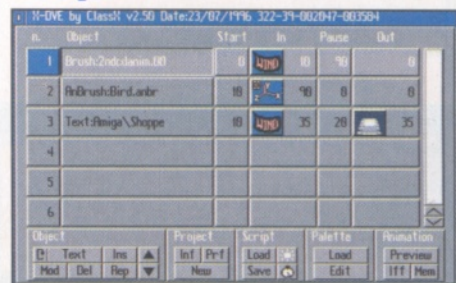 X-DVE by ClassX v2.50 Date:23/07/1996 322-39-002047-003504
n. Object Start In Pause Out
1 Brush:2ndcdanim.00 0 WIND 10 90 0
2 AnBrush:Bird.anbr 10 90 0 0
3 Text:Amiga\Shoppe 10 WIND 35 20 35
4
5
6
Object Project Script Palette Animation
Text Ins Inf Prf Load Load Preview
Mod Del Rep New Save Edit Iff Mem